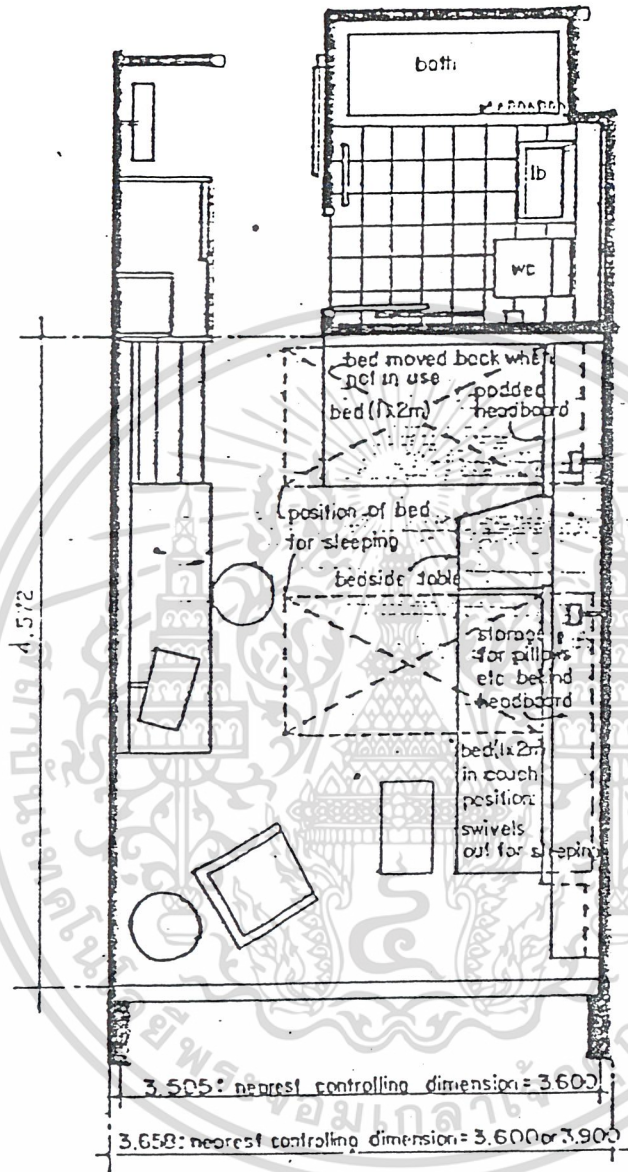 bath
lb
wc
bed moved back when
not in use
bed (1x2m)
padded
headboard
position of bed
for sleeping
bedside table
storage
for pillows
etc behind
headboard
bed (1x2m)
in couch
position:
swivels
out for sleeping
4.572
3.505: nearest controlling dimension = 3.600
3.658: nearest controlling dimension = 3.600 or 3.900